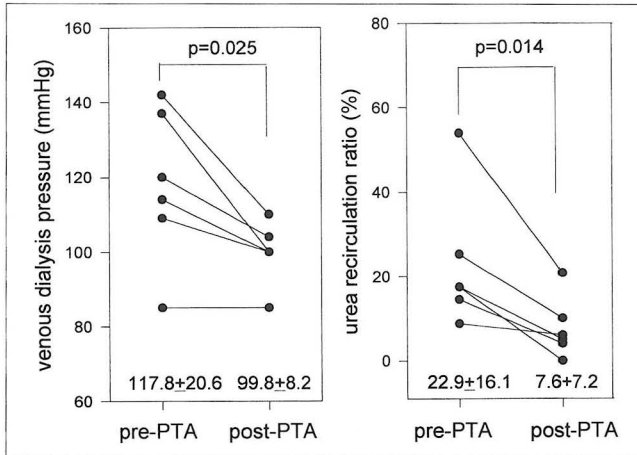 venous dialysis pressure (mmHg)
160
140
120
100
80
60
p=0.025
117.8±20.6
99.8±8.2
pre-PTA
post-PTA
urea recirculation ratio (%)
80
60
40
20
0
p=0.014
22.9±16.1
7.6+7.2
pre-PTA
post-PTA